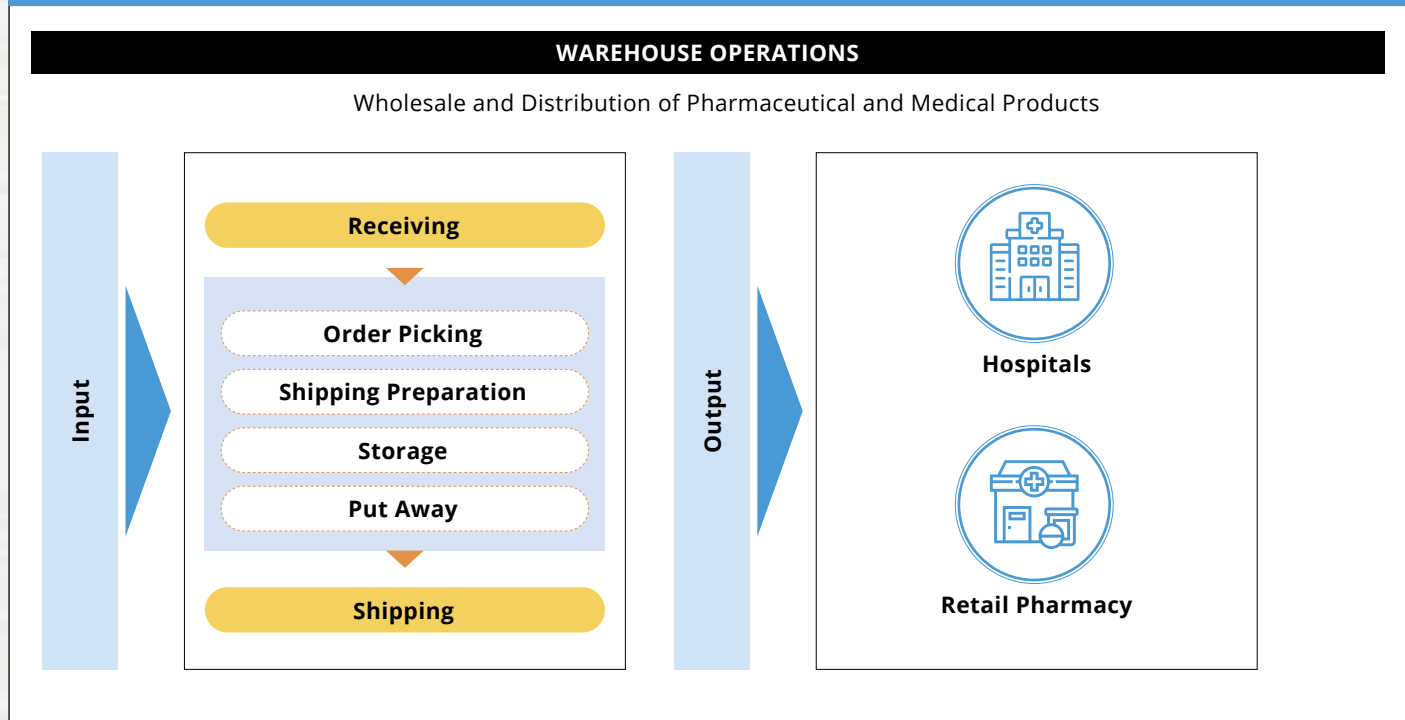 WAREHOUSE OPERATIONS
Wholesale and Distribution of Pharmaceutical and Medical Products
Input
Receiving
Order Picking
Shipping Preparation
Storage
Put Away
Shipping
Output
Hospitals
Retail Pharmacy